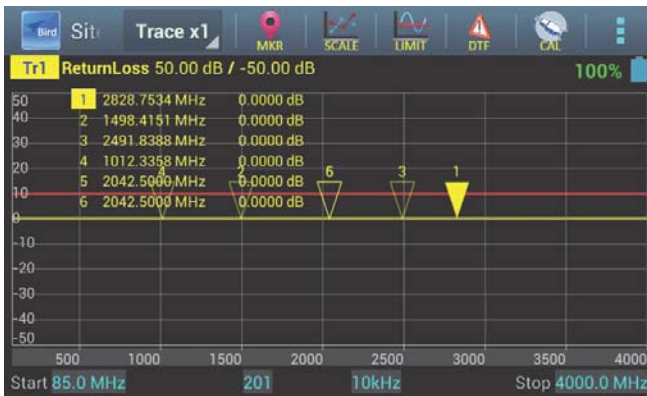 Bird Site Trace x1 MKR SCALE LIMIT DTF CAL
Tr1 ReturnLoss 50.00 dB / -50.00 dB 100%
50 1 2828.7534 MHz 0.0000 dB
40 2 1498.4151 MHz 0.0000 dB
30 3 2491.8388 MHz 0.0000 dB
20 4 1012.3358 MHz 0.0000 dB
5 2042.5000 MHz 0.0000 dB
10 6 2042.5000 MHz 0.0000 dB
4 2 6 3 1
0
-10
-20
-30
-40
-50
500 1000 1500 2000 2500 3000 3500 4000
Start 85.0 MHz 201 10kHz Stop 4000.0 MHz